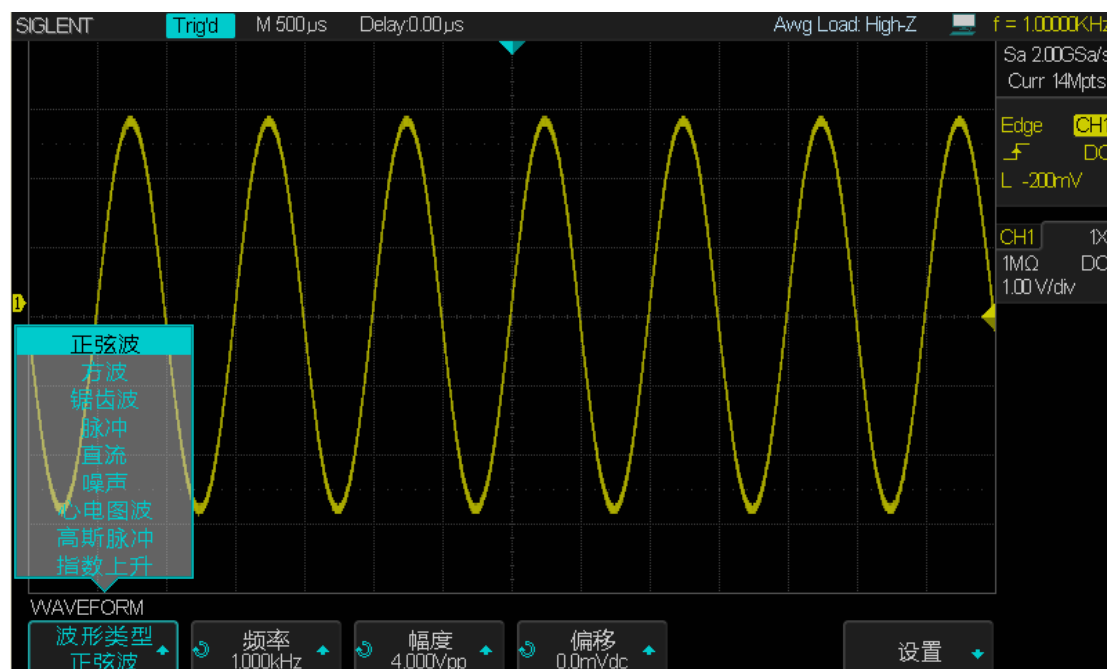 SIGLENT Trig'd M 500µs Delay:0.00µs Awg Load: High-Z f = 1.00000KHz
Sa 2.00GSa/s
Curr 14Mpts
Edge CH1
DC
L -200mV
CH1 1X
1MΩ DC
1.00 V/div
1
正弦波
方波
锯齿波
脉冲
直流
噪声
心电图波
高斯脉冲
指数上升
WAVEFORM
波形类型
正弦波
频率
1.000kHz
幅度
4.000Vpp
偏移
0.0mVdc
设置